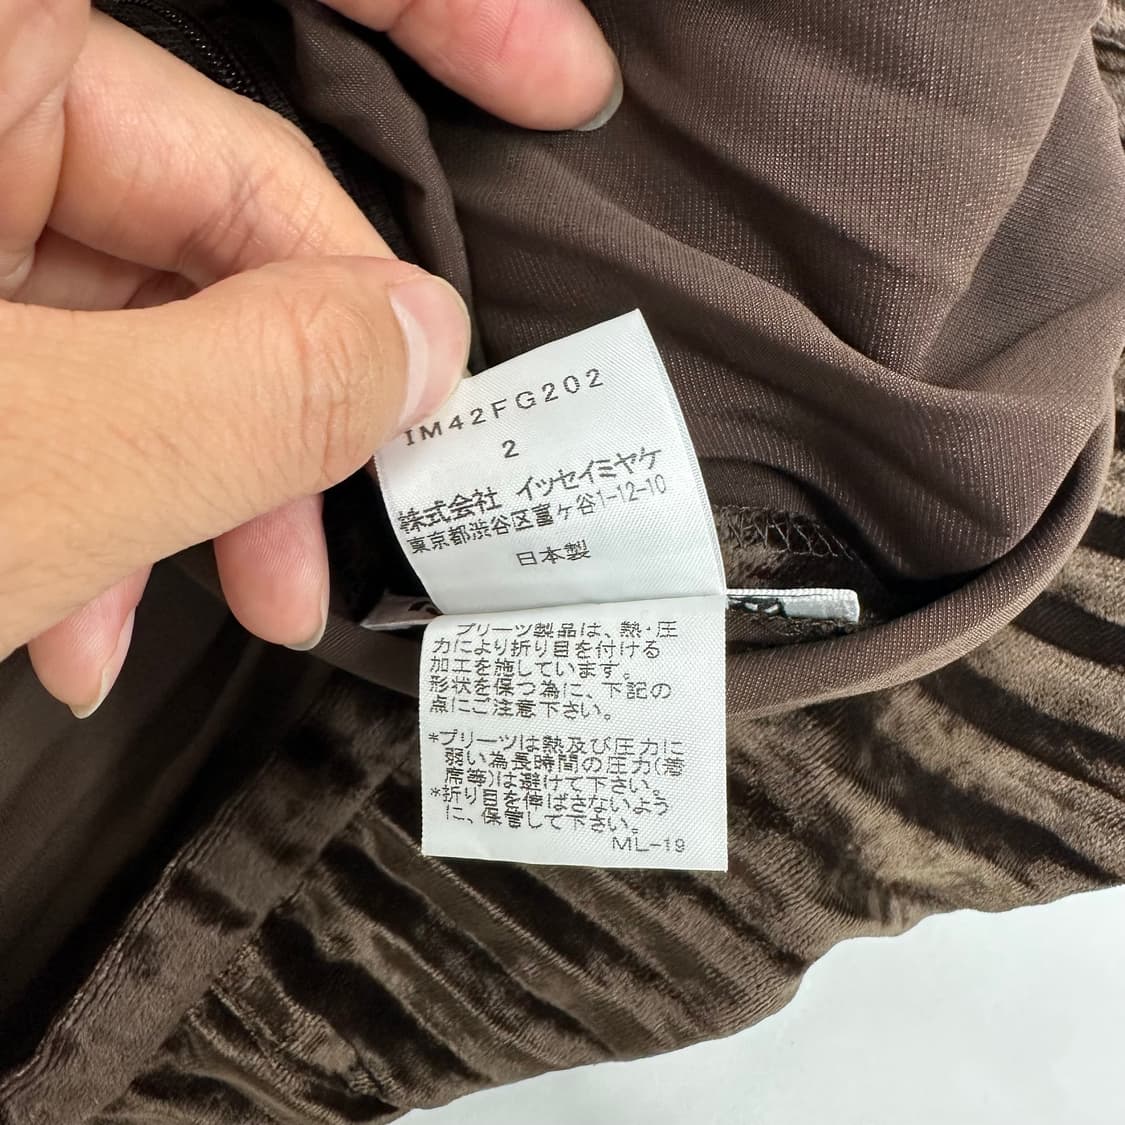 IM42FG202
2
株式会社 イッセイミヤケ
東京都渋谷区富ヶ谷1-12-10
日本製
プリーツ製品は、熱・圧
力により折り目を付ける
加工を施しています。
形状を保つ為に、下記の
点にご注意下さい。
*プリーツは熱及び圧力に
弱い為長時間の圧力(着
席等)は避けて下さい。
*折り目を伸ばさないよう
に、保管して下さい。
ML-19